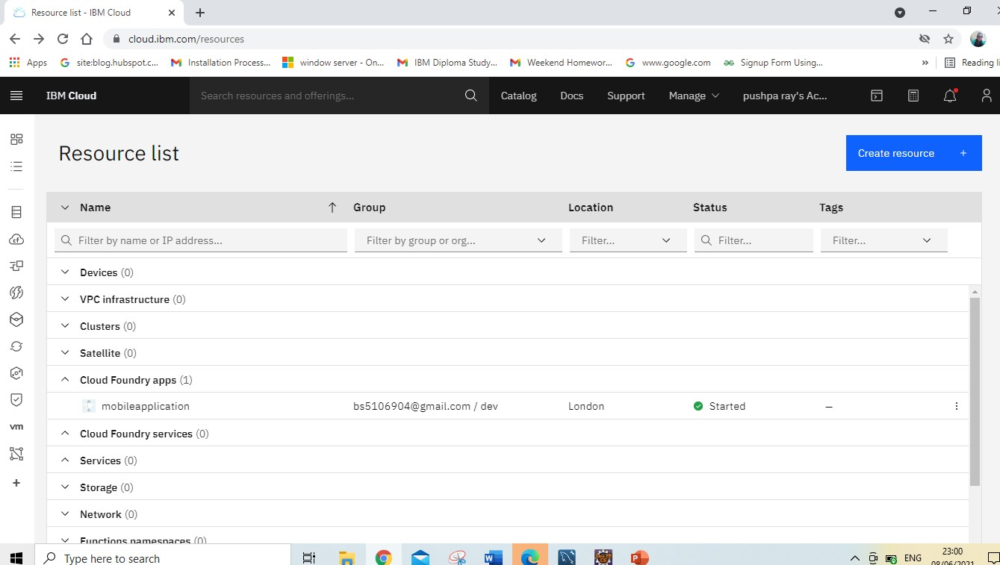 Resource list - IBM Cloud
cloud.ibm.com/resources
Apps site:blog.hubspot.c... Installation Process... window server - On... IBM Diploma Study... Weekend Homewor... www.google.com Signup Form Using... » Reading li
IBM Cloud Search resources and offerings... Catalog Docs Support Manage pushpa ray's Ac...
Resource list
Create resource +
Name Group Location Status Tags
Filter by name or IP address... Filter by group or org... Filter... Filter... Filter...
Devices (0)
VPC infrastructure (0)
Clusters (0)
Satellite (0)
Cloud Foundry apps (1)
mobileapplication bs5106904@gmail.com / dev London Started –
Cloud Foundry services (0)
Services (0)
Storage (0)
Network (0)
Functions namespaces (0)
cf
vm
Type here to search
ENG
23:00
08/06/2021